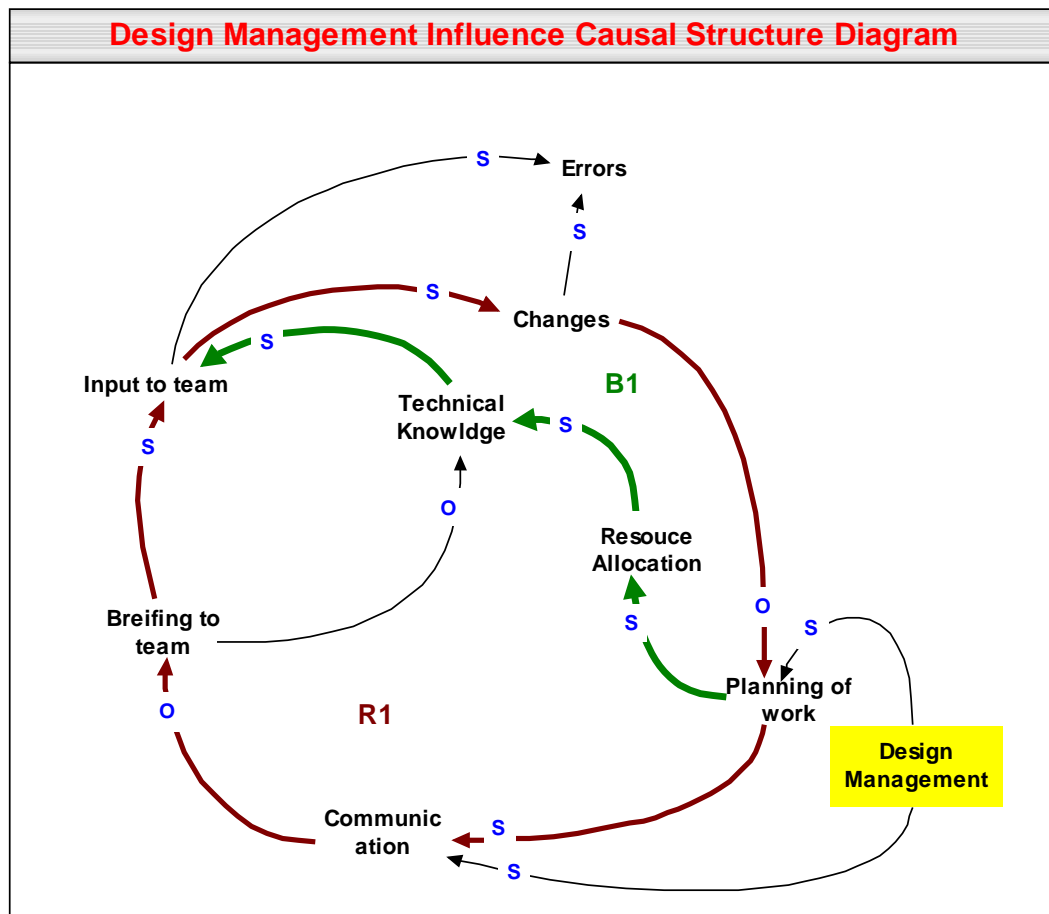 Design Management Influence Causal Structure Diagram
S
Errors
S
S
Changes
S
B1
Input to team
Technical
Knowldge
S
S
O
Resouce
Allocation
O
Breifing to
team
S
S
Planning of
work
R1
O
Design
Management
Communic
ation
S
S